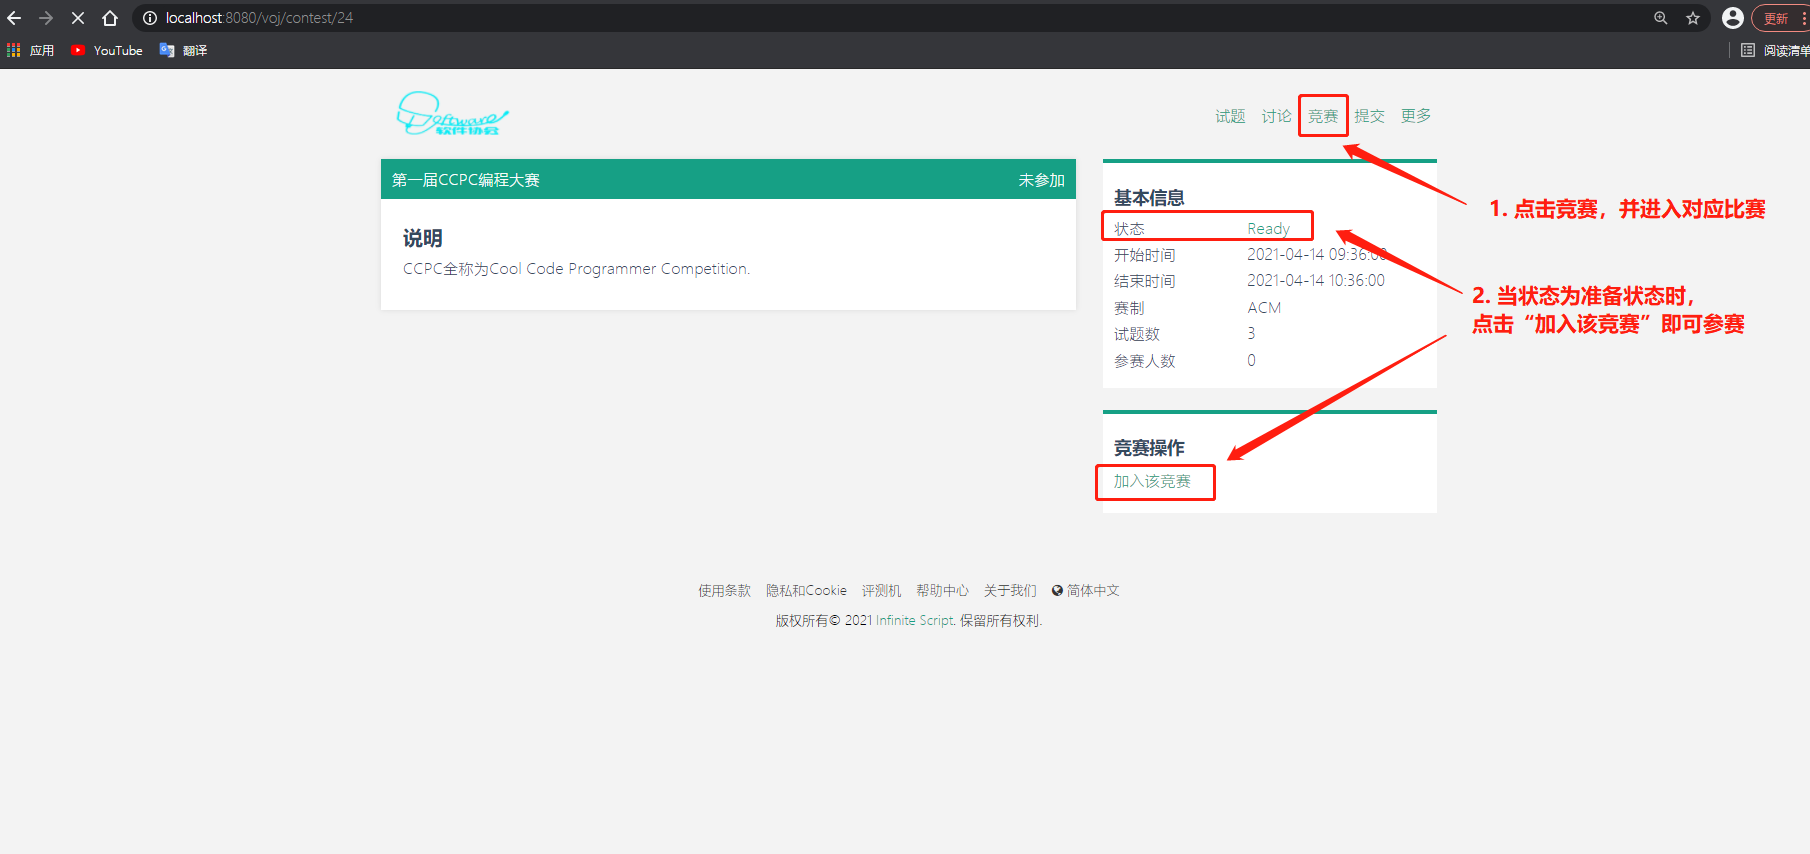 localhost:8080/voj/contest/24
更新
应用
YouTube
翻译
阅读清单
Software
软件协会
试题
讨论
竞赛
提交
更多
第一届CCPC编程大赛
未参加
说明
CCPC全称为Cool Code Programmer Competition.
基本信息
状态 Ready
开始时间 2021-04-14 09:36:00
结束时间 2021-04-14 10:36:00
赛制 ACM
试题数 3
参赛人数 0
竞赛操作
加入该竞赛
1. 点击竞赛，并进入对应比赛
2. 当状态为准备状态时，
点击“加入该竞赛”即可参赛
使用条款 隐私和Cookie 评测机 帮助中心 关于我们 简体中文
版权所有© 2021 Infinite Script. 保留所有权利.